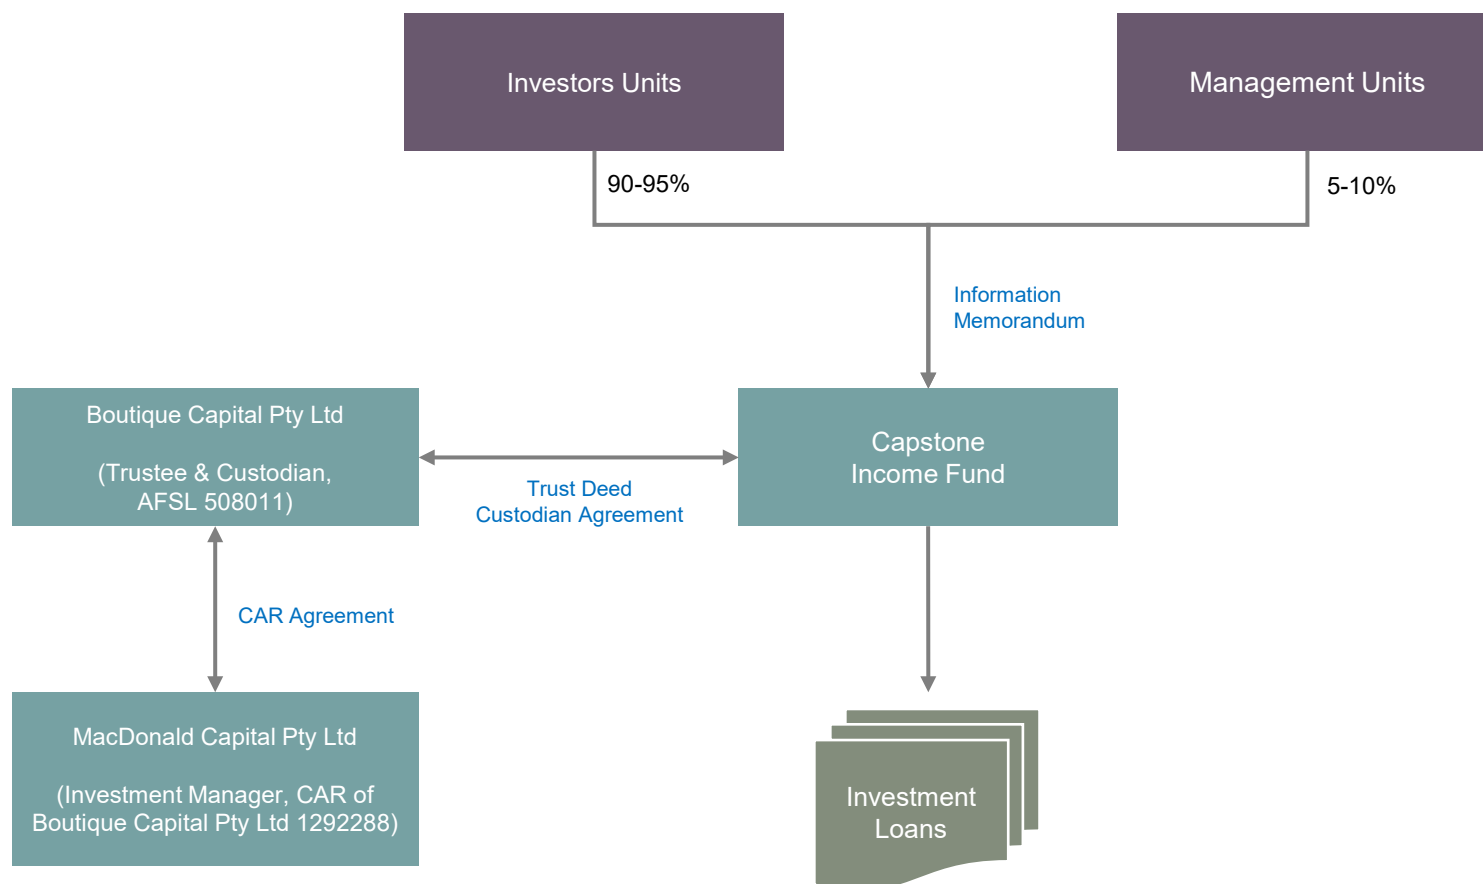 Investors Units
Management Units
90-95%
5-10%
Information
Memorandum
Boutique Capital Pty Ltd
(Trustee & Custodian,
AFSL 508011)
Trust Deed
Custodian Agreement
Capstone
Income Fund
CAR Agreement
MacDonald Capital Pty Ltd
(Investment Manager, CAR of
Boutique Capital Pty Ltd 1292288)
Investment
Loans